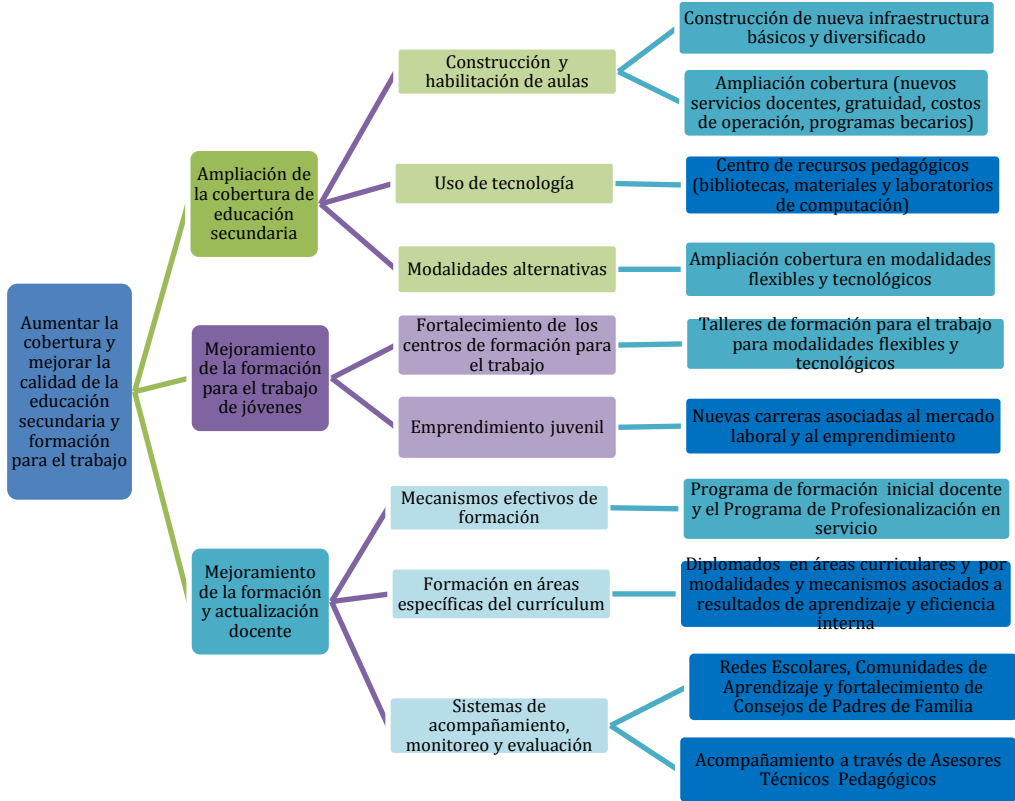 Aumentar la
cobertura y
mejorar la
calidad de la
educación
secundaria y
formación
para el trabajo
Ampliación de
la cobertura de
educación
secundaria
Construcción y
habilitación de aulas
Construcción de nueva infraestructura
básicos y diversificado
Ampliación cobertura (nuevos
servicios docentes, gratuidad, costos
de operación, programas becarios)
Uso de tecnología
Centro de recursos pedagógicos
(bibliotecas, materiales y laboratorios
de computación)
Modalidades alternativas
Ampliación cobertura en modalidades
flexibles y tecnológicos
Mejoramiento
de la formación
para el trabajo
de jóvenes
Fortalecimiento de los
centros de formación para
el trabajo
Talleres de formación para el trabajo
para modalidades flexibles y
tecnológicos
Emprendimiento juvenil
Nuevas carreras asociadas al mercado
laboral y al emprendimiento
Mejoramiento
de la formación
y actualización
docente
Mecanismos efectivos de
formación
Programa de formación inicial docente
y el Programa de Profesionalización en
servicio
Formación en áreas
específicas del currículum
Diplomados en áreas curriculares y por
modalidades y mecanismos asociados a
resultados de aprendizaje y eficiencia
interna
Sistemas de
acompañamiento,
monitoreo y evaluación
Redes Escolares, Comunidades de
Aprendizaje y fortalecimiento de
Consejos de Padres de Familia
Acompañamiento a través de Asesores
Técnicos Pedagógicos